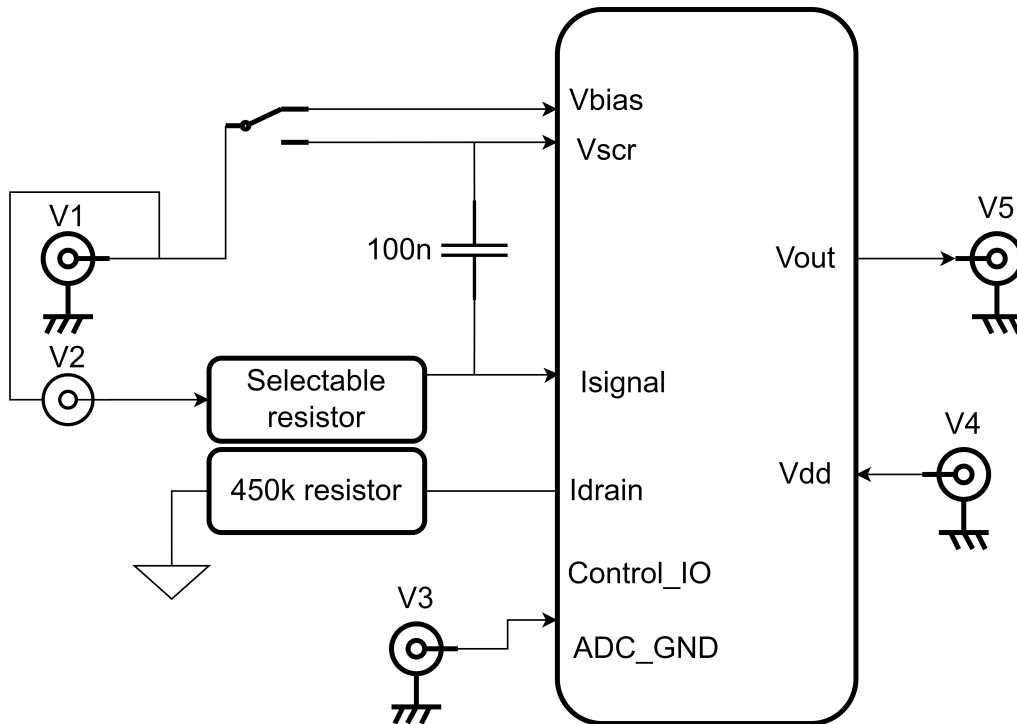 Vbias
Vscr
V1
100n
Vout
V5
V2
Selectable
resistor
Isignal
V4
Vdd
450k resistor
Idrain
Control_IO
V3
ADC_GND